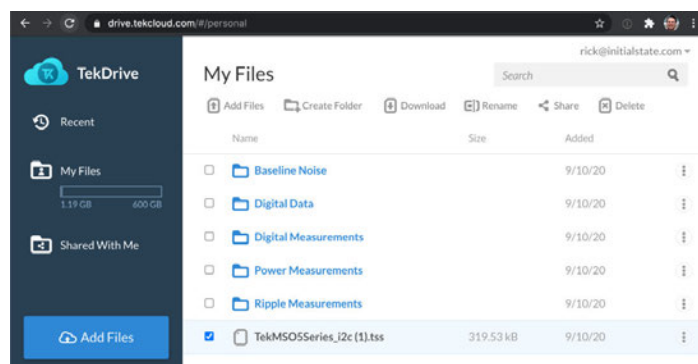 drive.tekcloud.com/#/personal
rick@initialstate.com
TekDrive
My Files
Search
Add Files Create Folder Download Rename Share Delete
Recent
Name Size Added
My Files
1.19 GB 600 GB
Baseline Noise 9/10/20
Digital Data 9/10/20
Shared With Me
Digital Measurements 9/10/20
Power Measurements 9/10/20
Ripple Measurements 9/10/20
Add Files
TekMSO5Series_i2c (1).tss 319.53 kB 9/10/20